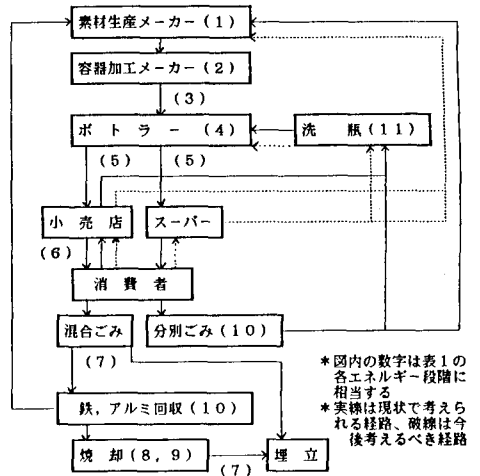 素材生産メーカー(1)
容器加工メーカー(2)
(3)
ボトラー(4)
洗 瓶(11)
(5) (5)
小 売 店
スーパー
(6)
消 費 者
混合ごみ
分別ごみ(10)
(7)
鉄,アルミ回収(10)
焼 却(8,9)
(7)
埋 立
*図内の数字は表1の
各エネルギー段階に
相当する
*実線は現状で考えら
れる経路、破線は今
後考えるべき経路